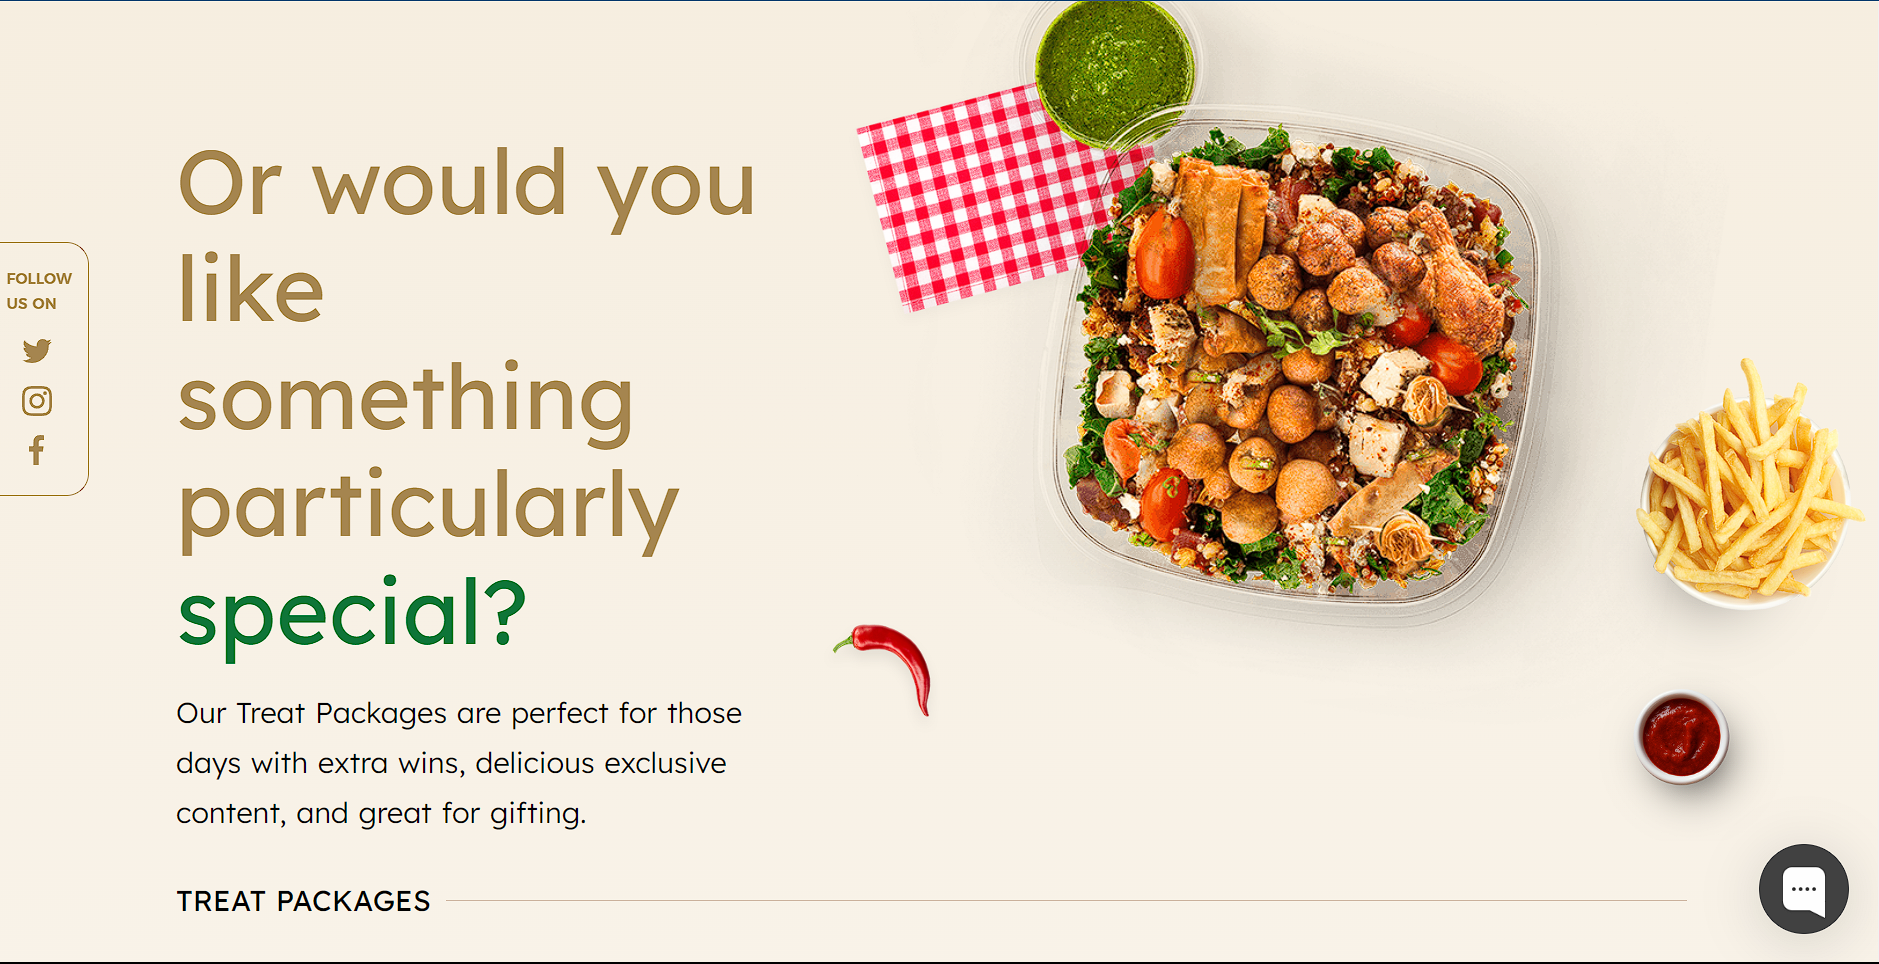 Or would you
like
something
particularly
special?
FOLLOW
US ON
Our Treat Packages are perfect for those
days with extra wins, delicious exclusive
content, and great for gifting.
TREAT PACKAGES